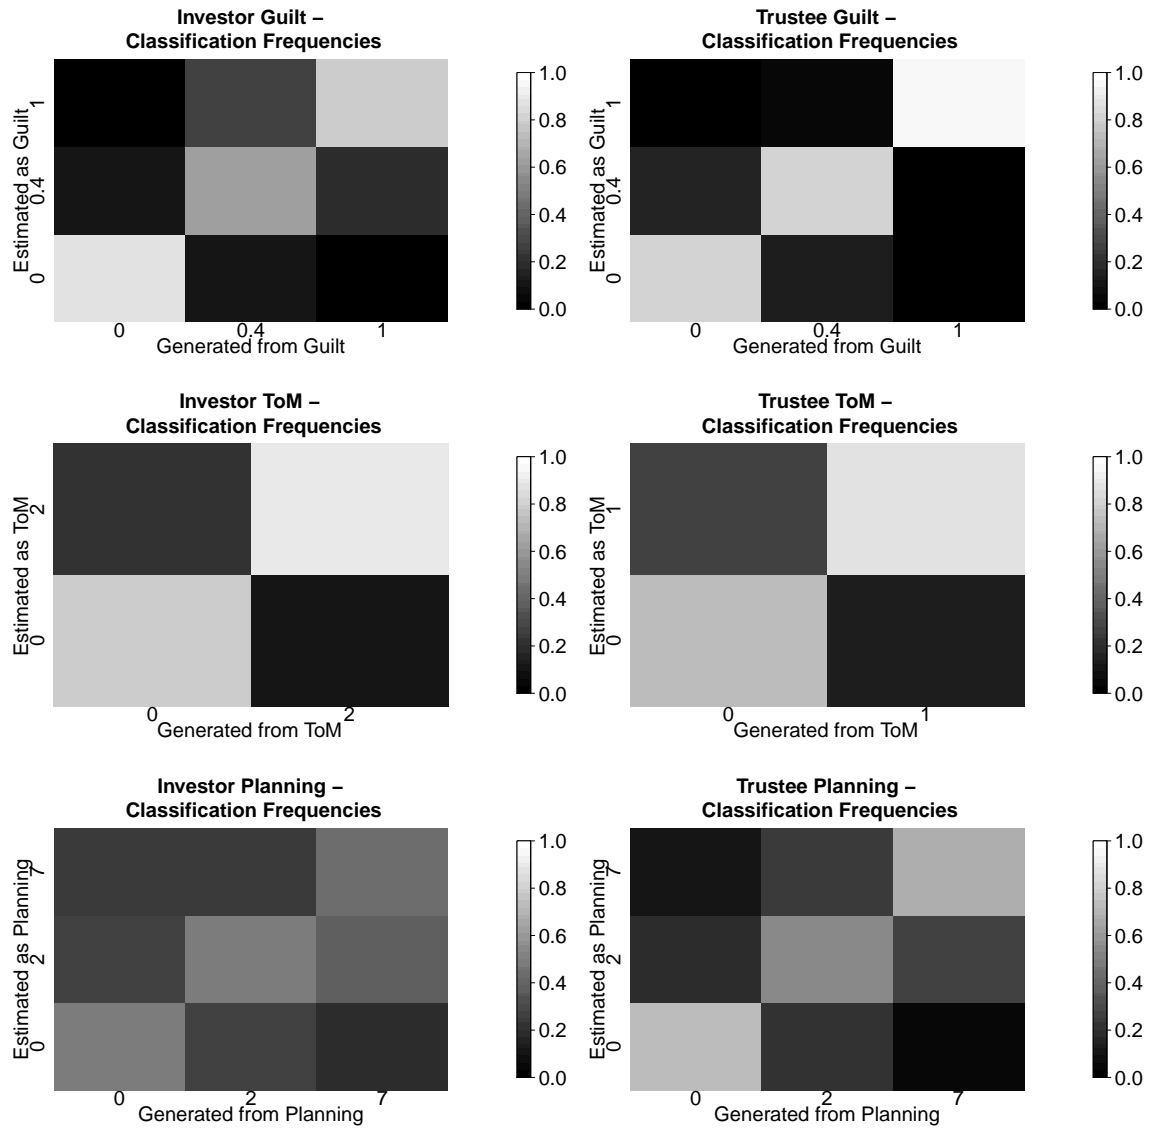 Investor Guilt –
Classification Frequencies
Estimated as Guilt
1
0.4
0
0 0.4 1
Generated from Guilt
1.0
0.8
0.6
0.4
0.2
0.0
Trustee Guilt –
Classification Frequencies
Estimated as Guilt
1
0.4
0
0 0.4 1
Generated from Guilt
1.0
0.8
0.6
0.4
0.2
0.0
Investor ToM –
Classification Frequencies
Estimated as ToM
2
0
0 2
Generated from ToM
1.0
0.8
0.6
0.4
0.2
0.0
Trustee ToM –
Classification Frequencies
Estimated as ToM
1
0
0 1
Generated from ToM
1.0
0.8
0.6
0.4
0.2
0.0
Investor Planning –
Classification Frequencies
Estimated as Planning
7
2
0
0 2 7
Generated from Planning
1.0
0.8
0.6
0.4
0.2
0.0
Trustee Planning –
Classification Frequencies
Estimated as Planning
7
2
0
0 2 7
Generated from Planning
1.0
0.8
0.6
0.4
0.2
0.0